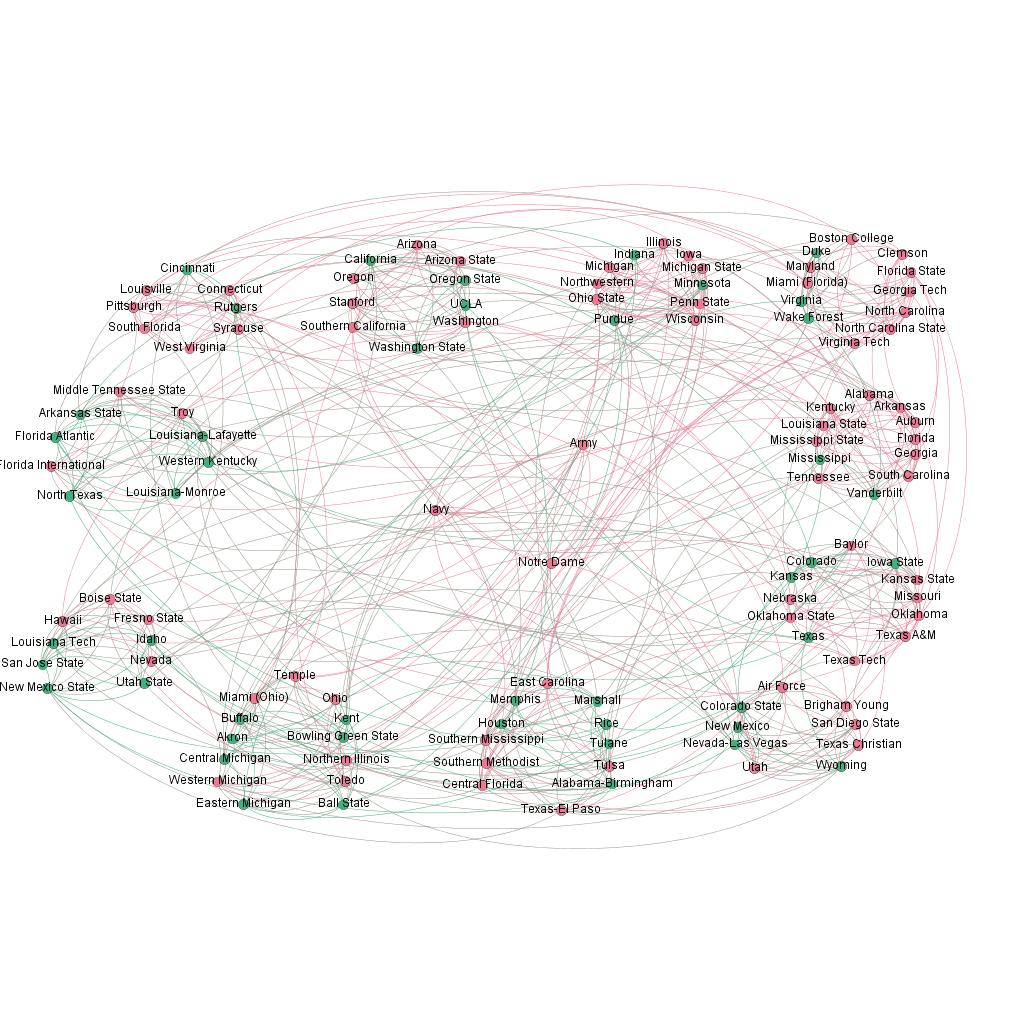 Cincinnati
Louisville
Connecticut
Pittsburgh
Rutgers
South Florida
Syracuse
West Virginia
Arizona
California
Arizona State
Oregon
Oregon State
Stanford
UCLA
Southern California
Washington
Washington State
Illinois
Indiana
Iowa
Michigan
Michigan State
Northwestern
Minnesota
Ohio State
Penn State
Purdue
Wisconsin
Boston College
Duke
Clemson
Maryland
Florida State
Miami (Florida)
Georgia Tech
Virginia
North Carolina
Wake Forest
North Carolina State
Virginia Tech
Middle Tennessee State
Arkansas State
Troy
Florida Atlantic
Louisiana-Lafayette
Florida International
Western Kentucky
North Texas
Louisiana-Monroe
Army
Navy
Notre Dame
Alabama
Kentucky
Arkansas
Louisiana State
Auburn
Mississippi State
Florida
Mississippi
Georgia
Tennessee
South Carolina
Vanderbilt
Baylor
Colorado
Iowa State
Kansas
Kansas State
Nebraska
Missouri
Oklahoma State
Oklahoma
Texas
Texas A&M
Texas Tech
Boise State
Hawaii
Fresno State
Louisiana Tech
Idaho
San Jose State
Nevada
New Mexico State
Utah State
Temple
Miami (Ohio)
Ohio
Buffalo
Kent
Akron
Bowling Green State
Central Michigan
Northern Illinois
Western Michigan
Toledo
Eastern Michigan
Ball State
East Carolina
Memphis
Marshall
Houston
Rice
Southern Mississippi
Tulane
Southern Methodist
Tulsa
Central Florida
Alabama-Birmingham
Texas-El Paso
Air Force
Colorado State
Brigham Young
New Mexico
San Diego State
Nevada-Las Vegas
Texas Christian
Utah
Wyoming